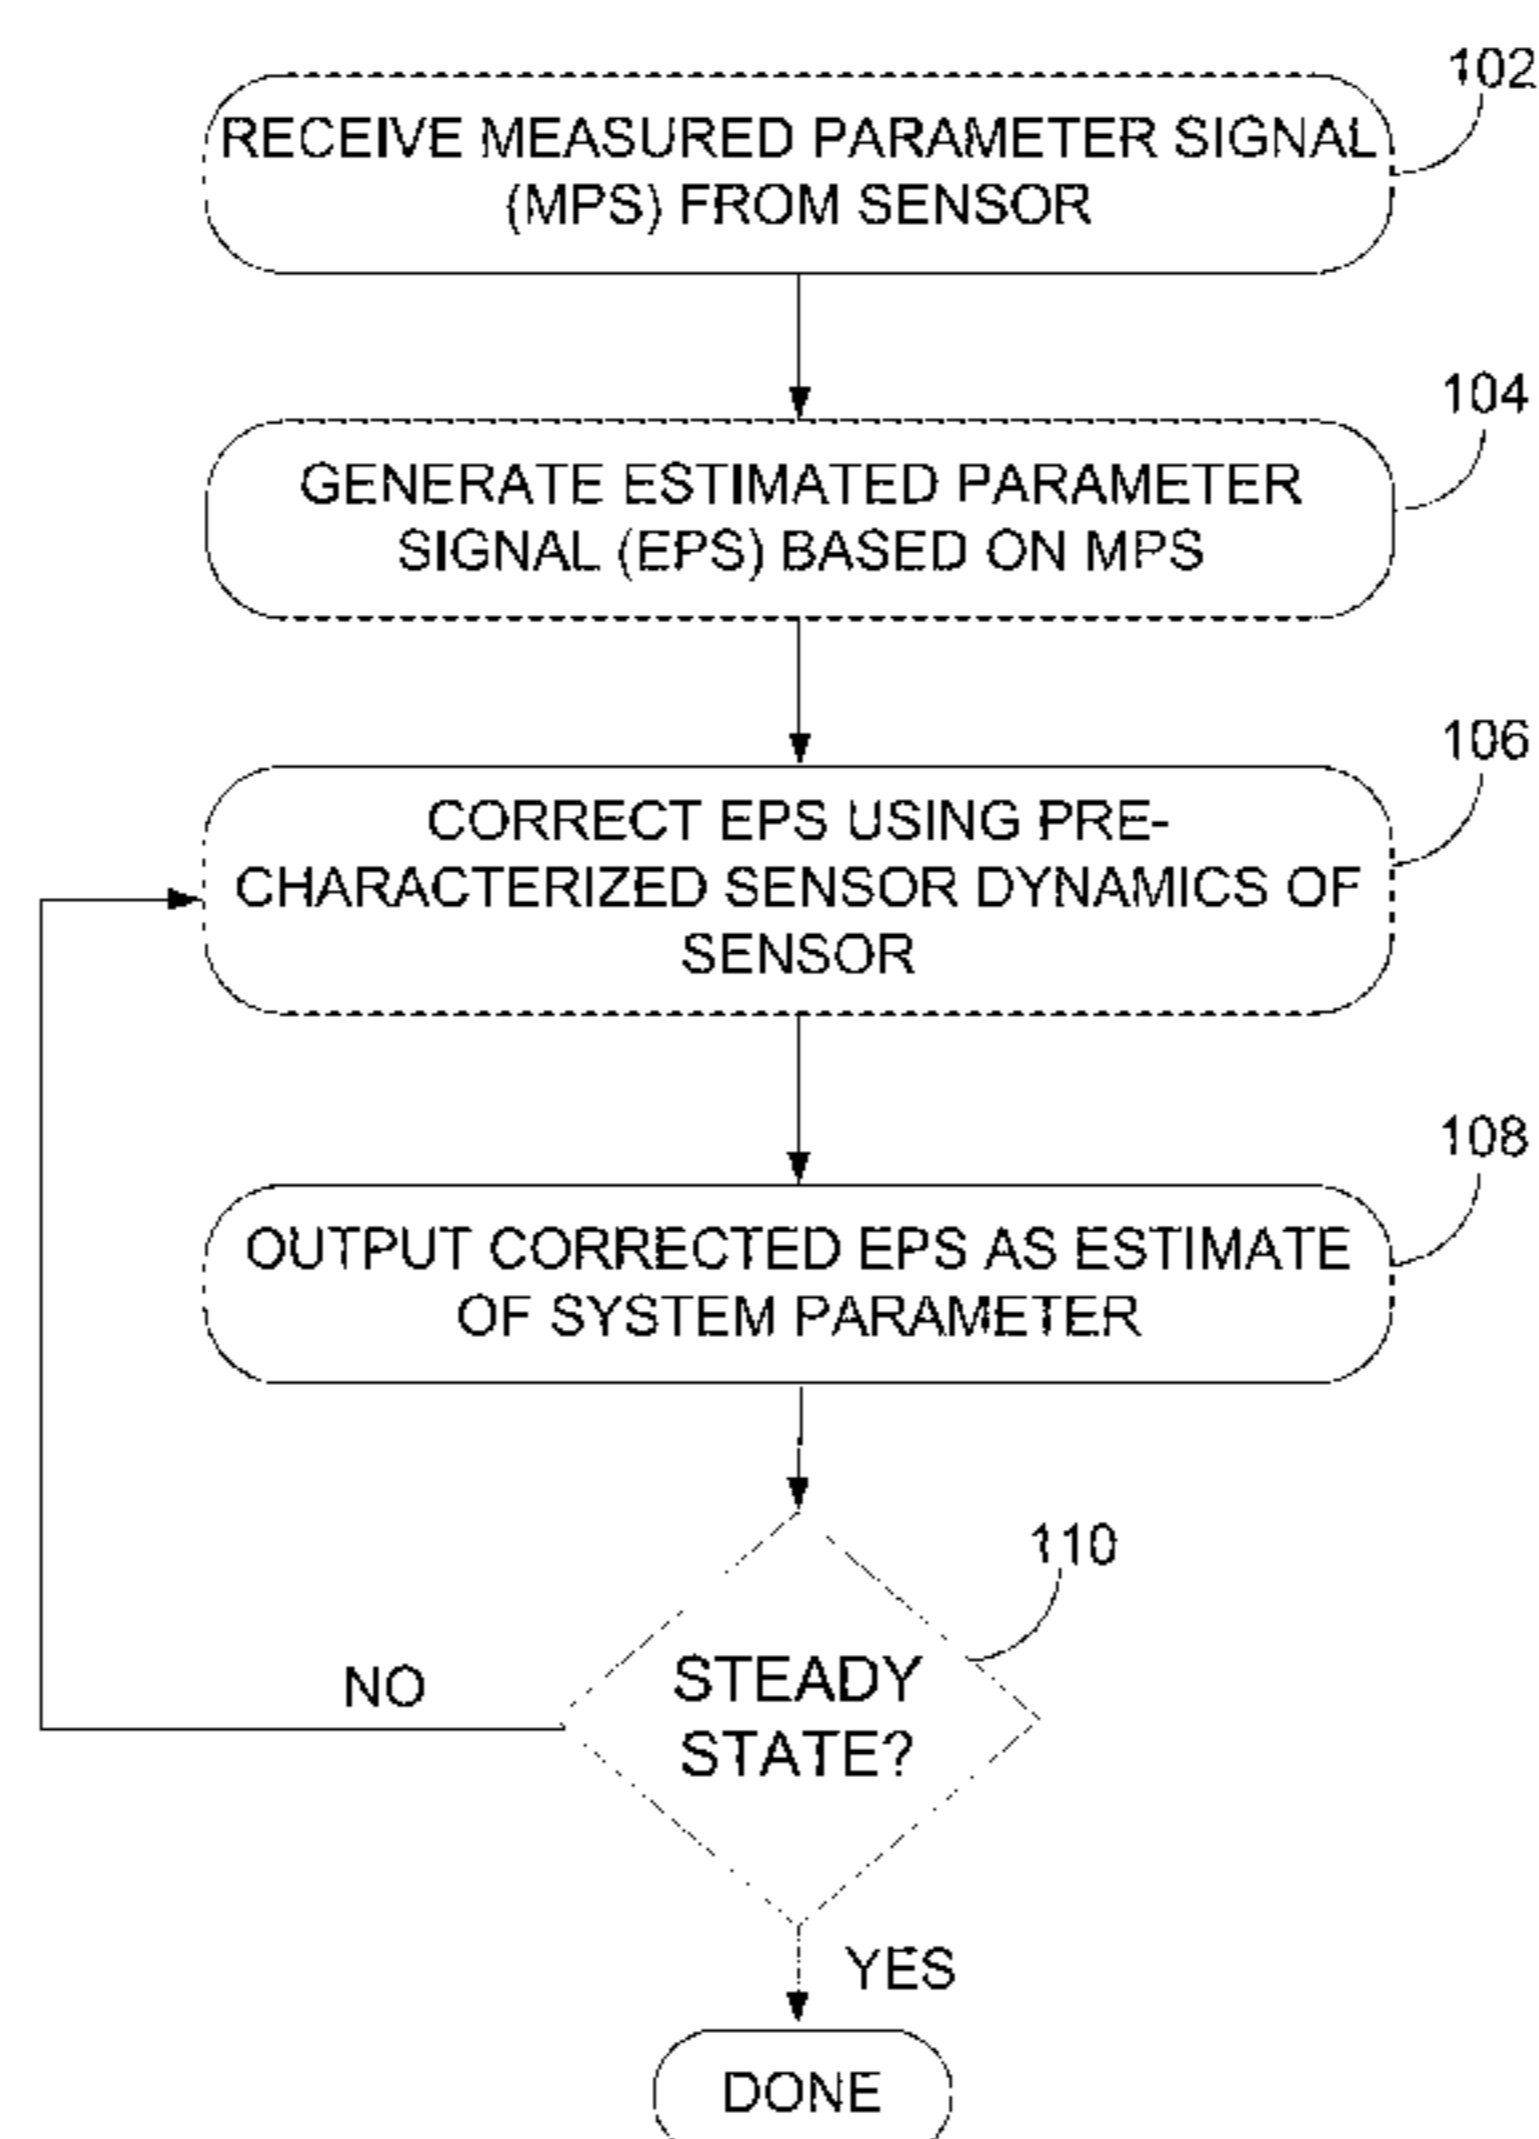 102
RECEIVE MEASURED PARAMETER SIGNAL
(MPS) FROM SENSOR
104
GENERATE ESTIMATED PARAMETER
SIGNAL (EPS) BASED ON MPS
106
CORRECT EPS USING PRE-
CHARACTERIZED SENSOR DYNAMICS OF
SENSOR
108
OUTPUT CORRECTED EPS AS ESTIMATE
OF SYSTEM PARAMETER
110
STEADY
STATE?
NO
YES
DONE